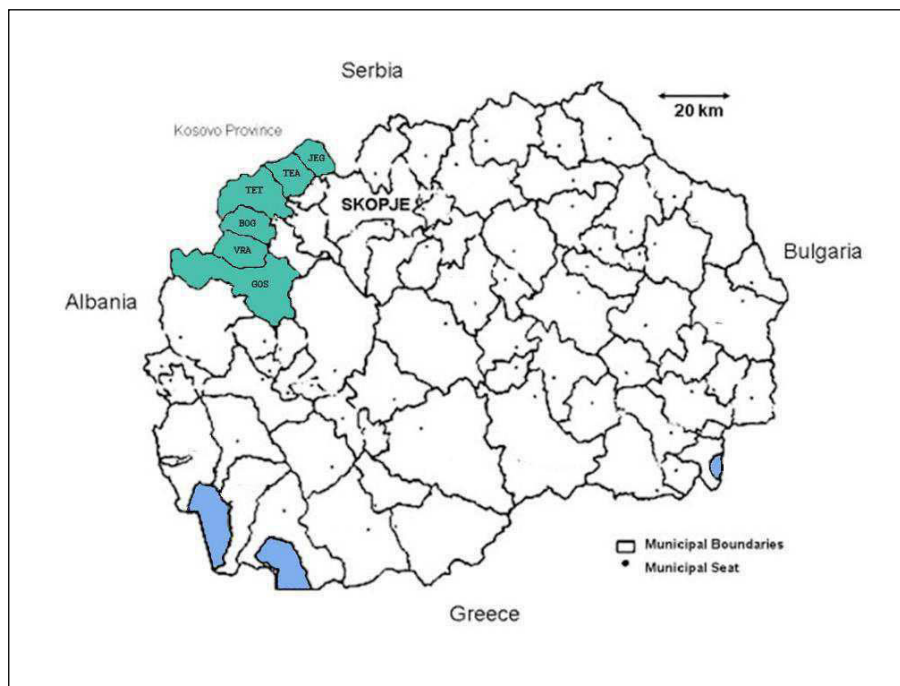 Serbia
20 km
Kosovo Province
JEG
TEA
TET
SKOPJE
BOG
VRA
Bulgaria
GOS
Albania
Municipal Boundaries
Municipal Seat
Greece